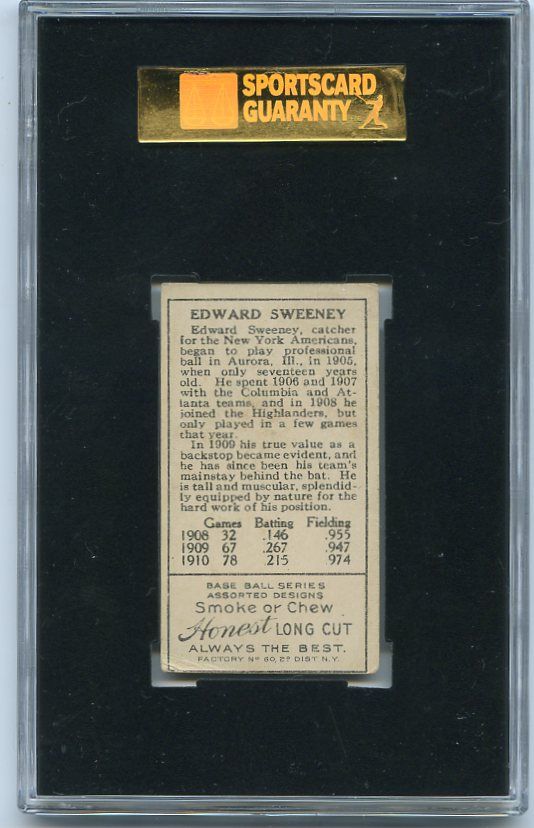 SPORTSCARD
GUARANTY
EDWARD SWEENEY
Edward Sweeney, catcher
for the New York Americans,
began to play professional
ball in Aurora, Ill., in 1905,
when only seventeen years
old. He spent 1906 and 1907
with the Columbia and At-
lanta teams, and in 1908 he
joined the Highlanders, but
only played in a few games
that year.
In 1909 his true value as a
backstop became evident, and
he has since been his team's
mainstay behind the bat. He
is tall and muscular, splendid-
ly equipped by nature for the
hard work of his position.
Games Batting Fielding
1908 32 .146 .955
1909 67 .267 .947
1910 78 .215 .974
BASE BALL SERIES
ASSORTED DESIGNS
Smoke or Chew
Honest LONG CUT
ALWAYS THE BEST.
FACTORY Nº 60, 2ᴰ DIST N.Y.